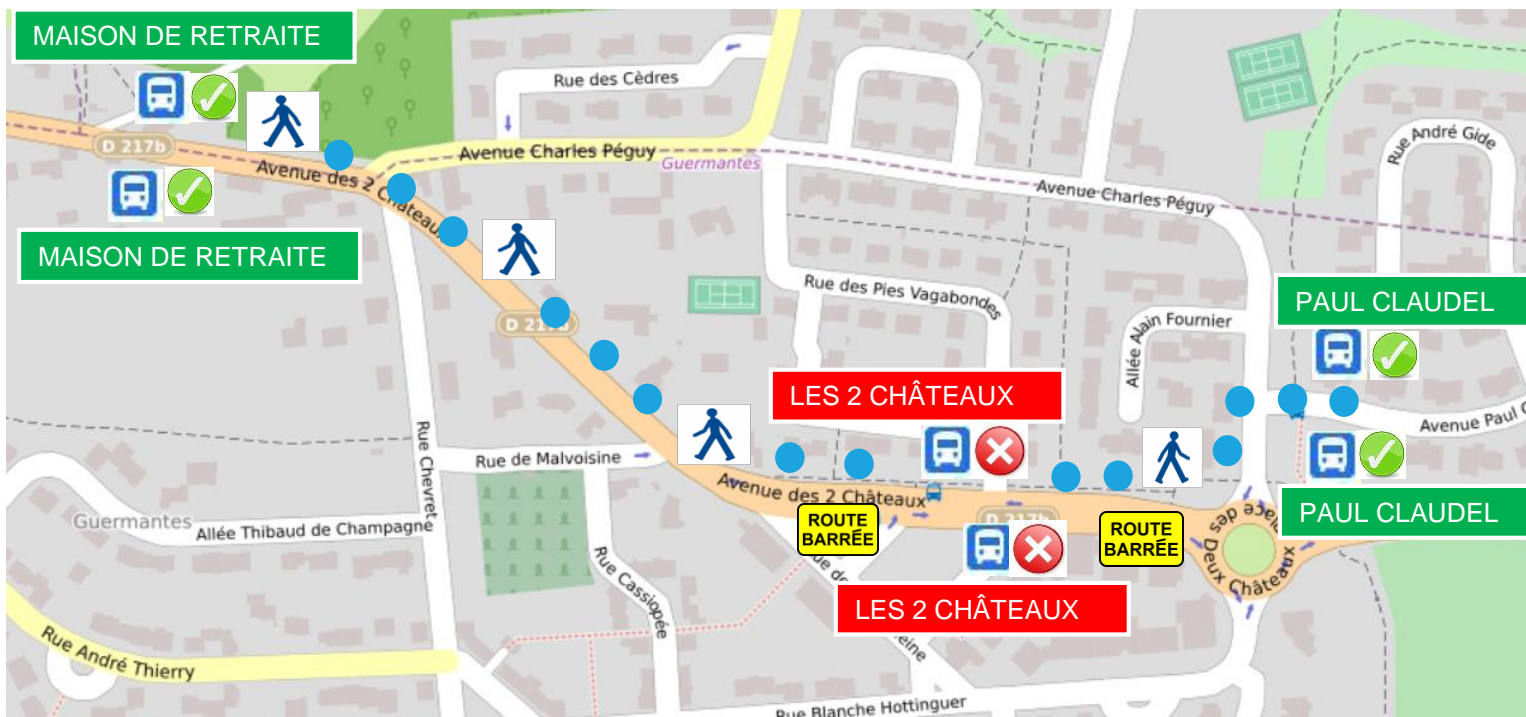 MAISON DE RETRAITE
Rue des Cèdres
D 217b
Avenue des 2 Châteaux
Avenue Charles Péguy
Guermantes
Avenue Charles Péguy
Rue André Gide
MAISON DE RETRAITE
D 217b
Rue des Pies Vagabondes
Allée Alain Fournier
PAUL CLAUDEL
LES 2 CHÂTEAUX
Avenue Paul C
Rue Chevret
Rue de Malvoisine
Avenue des 2 Châteaux
ROUTE
BARRÉE
D 217b
ROUTE
BARRÉE
PAUL CLAUDEL
Place des
Deux Châteaux
Guermantes
Allée Thibaud de Champagne
Rue Cassiopée
LES 2 CHÂTEAUX
Rue André Thierry
Rue Blanche Hottinguer